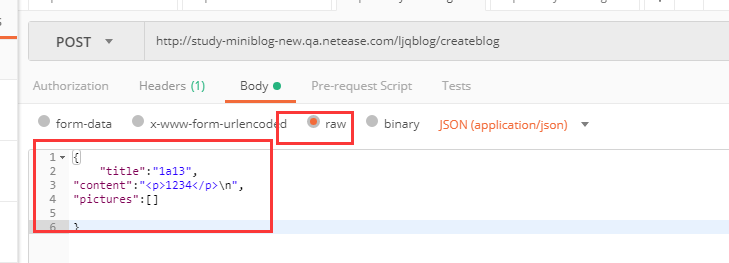 POST http://study-miniblog-new.qa.netease.com/ljqblog/createblog
Authorization Headers (1) Body Pre-request Script Tests
form-data x-www-form-urlencoded raw binary JSON (application/json)
1 {
2 "title":"1a13",
3 "content":"<p>1234</p>\n",
4 "pictures":[]
5
6 }